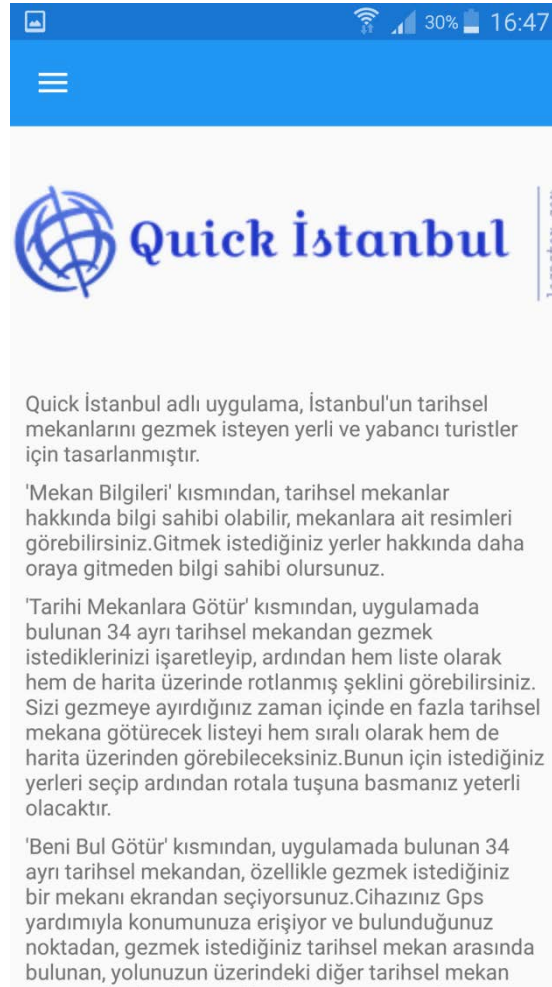 30% 16:47
Quick İstanbul
Quick İstanbul adlı uygulama, İstanbul'un tarihsel
mekanlarını gezmek isteyen yerli ve yabancı turistler
için tasarlanmıştır.
'Mekan Bilgileri' kısmından, tarihsel mekanlar
hakkında bilgi sahibi olabilir, mekanlara ait resimleri
görebilirsiniz.Gitmek istediğiniz yerler hakkında daha
oraya gitmeden bilgi sahibi olursunuz.
'Tarihi Mekanlara Götür' kısmından, uygulamada
bulunan 34 ayrı tarihsel mekandan gezmek
istediklerinizi işaretleyip, ardından hem liste olarak
hem de harita üzerinde rotlanmış şeklini görebilirsiniz.
Sizi gezmeye ayırdığınız zaman içinde en fazla tarihsel
mekana götürecek listeyi hem sıralı olarak hem de
harita üzerinden görebileceksiniz.Bunun için istediğiniz
yerleri seçip ardından rotala tuşuna basmanız yeterli
olacaktır.
'Beni Bul Götür' kısmından, uygulamada bulunan 34
ayrı tarihsel mekandan, özellikle gezmek istediğiniz
bir mekanı ekrandan seçiyorsunuz.Cihazınız Gps
yardımıyla konumunuza erişiyor ve bulunduğunuz
noktadan, gezmek istediğiniz tarihsel mekan arasında
bulunan, yolunuzun üzerindeki diğer tarihsel mekan